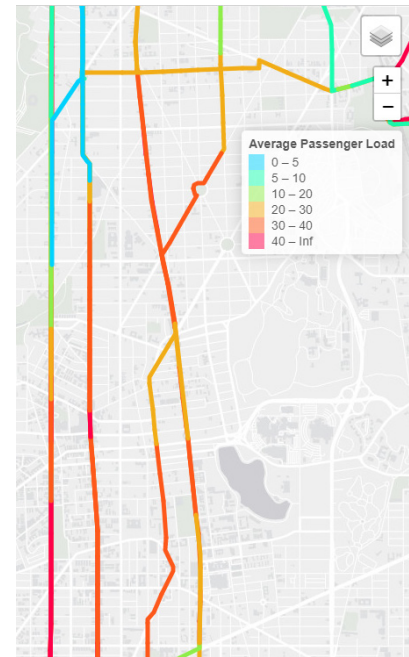 +
−
Average Passenger Load
0 – 5
5 – 10
10 – 20
20 – 30
30 – 40
40 – Inf